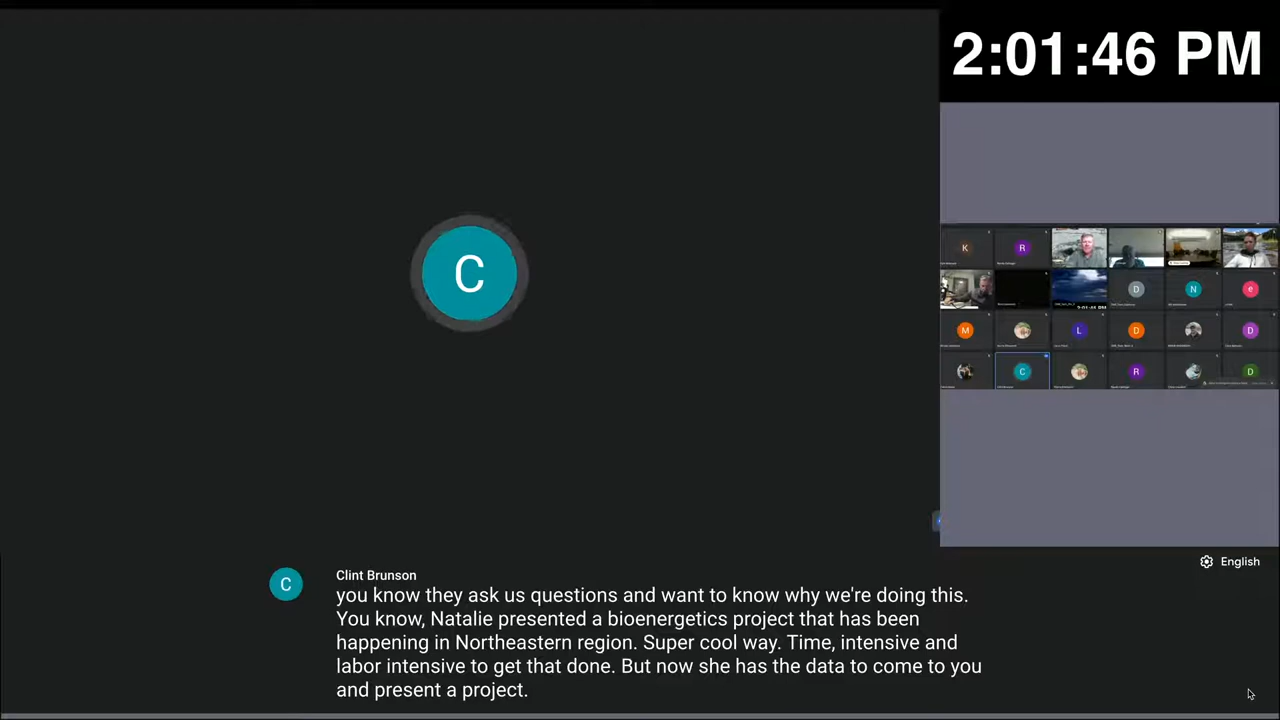 2:01:46 PM
C
K
R
D
N
e
M
L
D
D
C
R
D
English
C
Clint Brunson
you know they ask us questions and want to know why we're doing this.
You know, Natalie presented a bioenergetics project that has been
happening in Northeastern region. Super cool way. Time, intensive and
labor intensive to get that done. But now she has the data to come to you
and present a project.